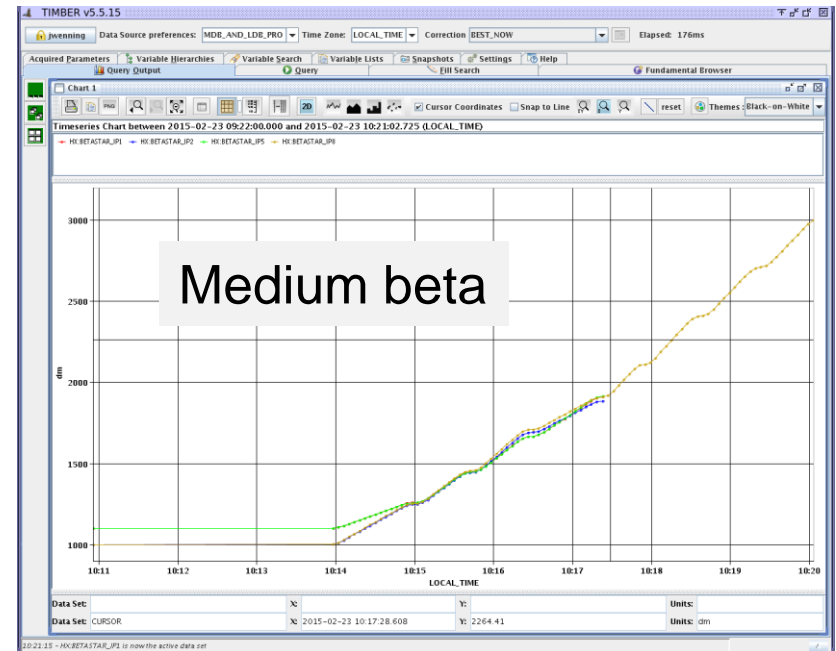 TIMBER v5.5.15
jwenning Data Source preferences: MDB_AND_LDB_PRO Time Zone: LOCAL_TIME Correction BEST_NOW Elapsed: 176ms
Acquired Parameters Variable Hierarchies Variable Search Variable Lists Snapshots Settings Help
Query Output Query Fill Search Fundamental Browser
Chart 1
PNG 2D Cursor Coordinates Snap to Line reset Themes: Black-on-White
Timeseries Chart between 2015-02-23 09:22:00.000 and 2015-02-23 10:21:02.725 (LOCAL_TIME)
HX:BETASTAR_IP1 HX:BETASTAR_IP2 HX:BETASTAR_IP5 HX:BETASTAR_IP8
Medium beta
3000
2500
dm
2000
1500
1000
10:11 10:12 10:13 10:14 10:15 10:16 10:17 10:18 10:19 10:20
LOCAL_TIME
Data Set: X: Y: Units:
Data Set: CURSOR X: 2015-02-23 10:17:28.608 Y: 2264.41 Units: dm
10:21:15 - HX:BETASTAR_IP1 is now the active data set